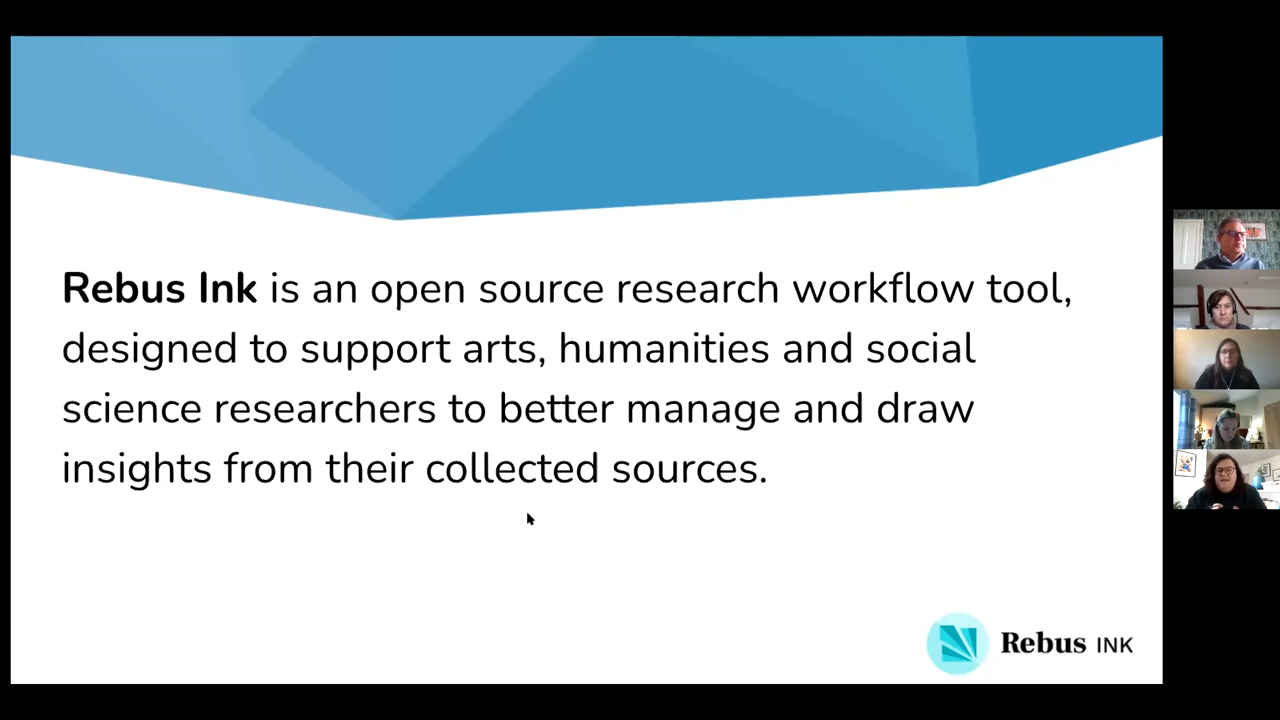 Rebus Ink is an open source research workflow tool,
designed to support arts, humanities and social
science researchers to better manage and draw
insights from their collected sources.
Rebus INK